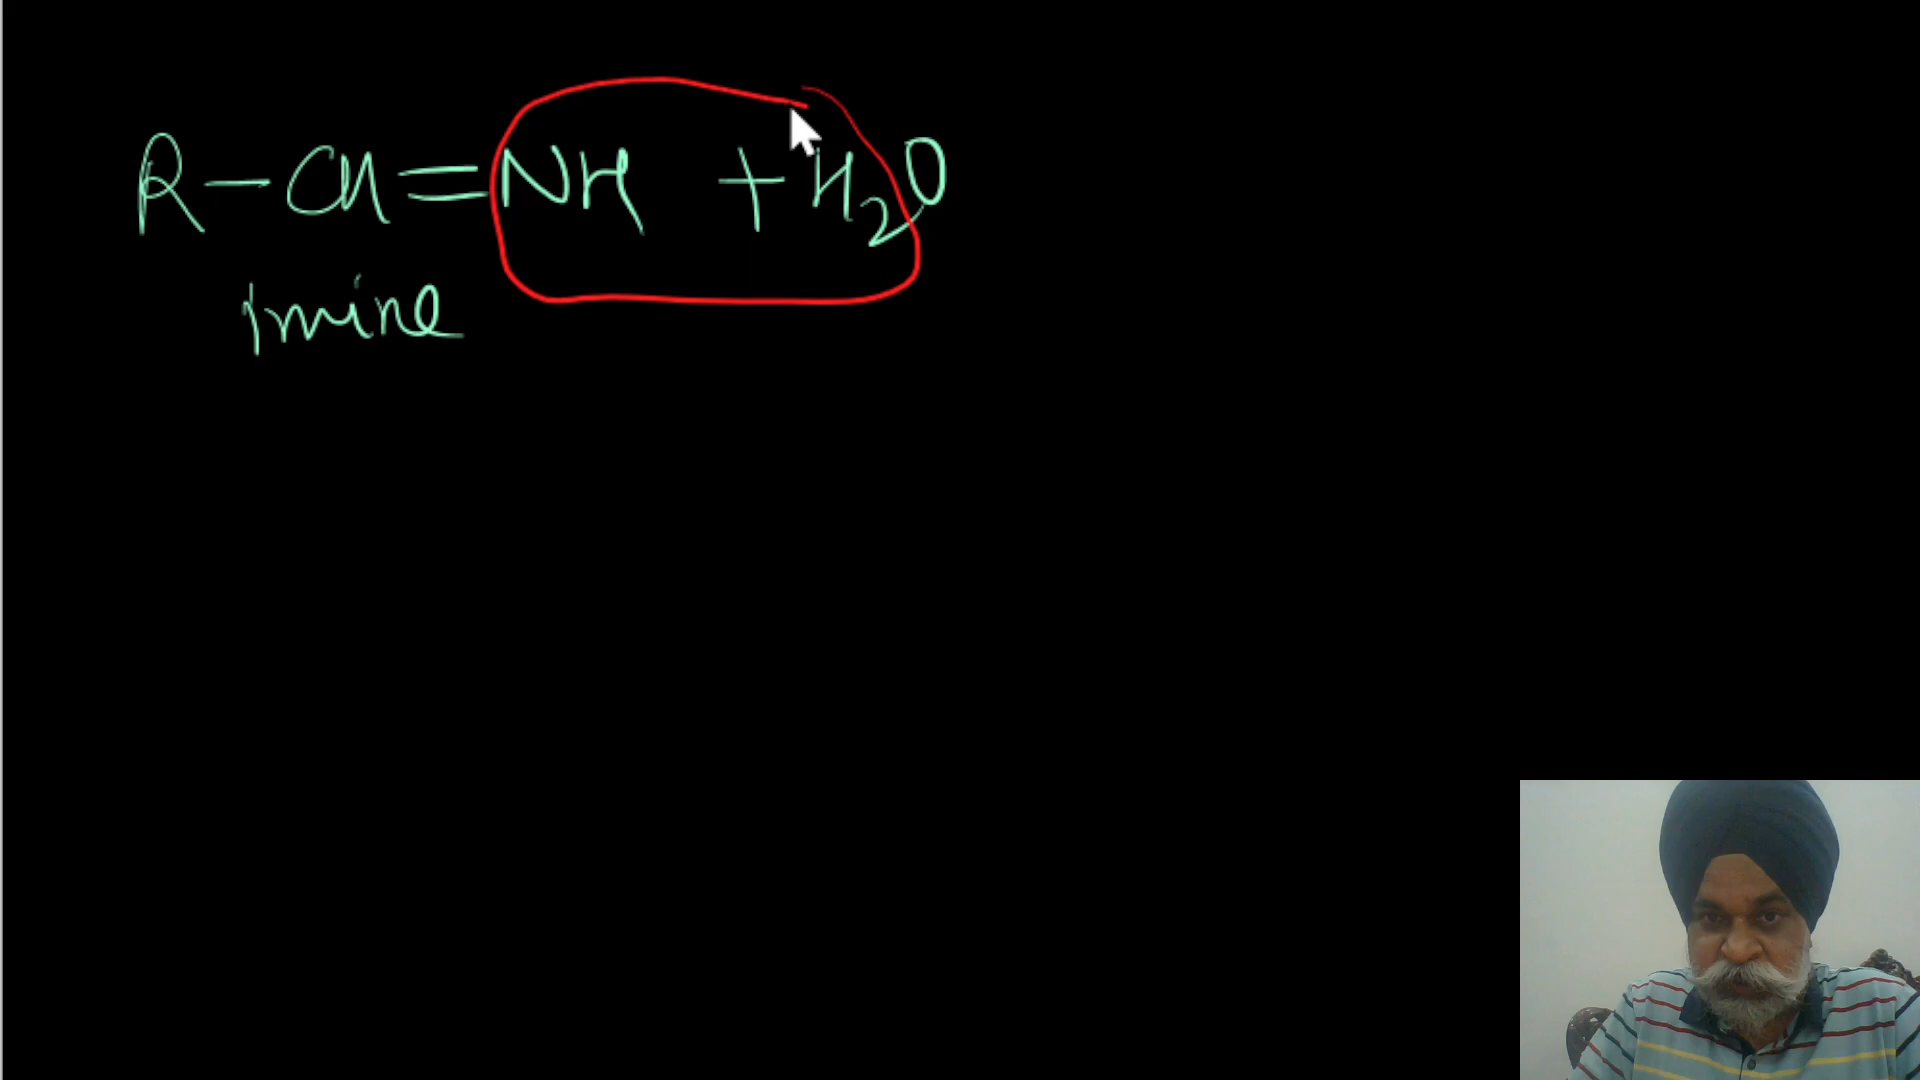 R-CH=NH + H2O
imine